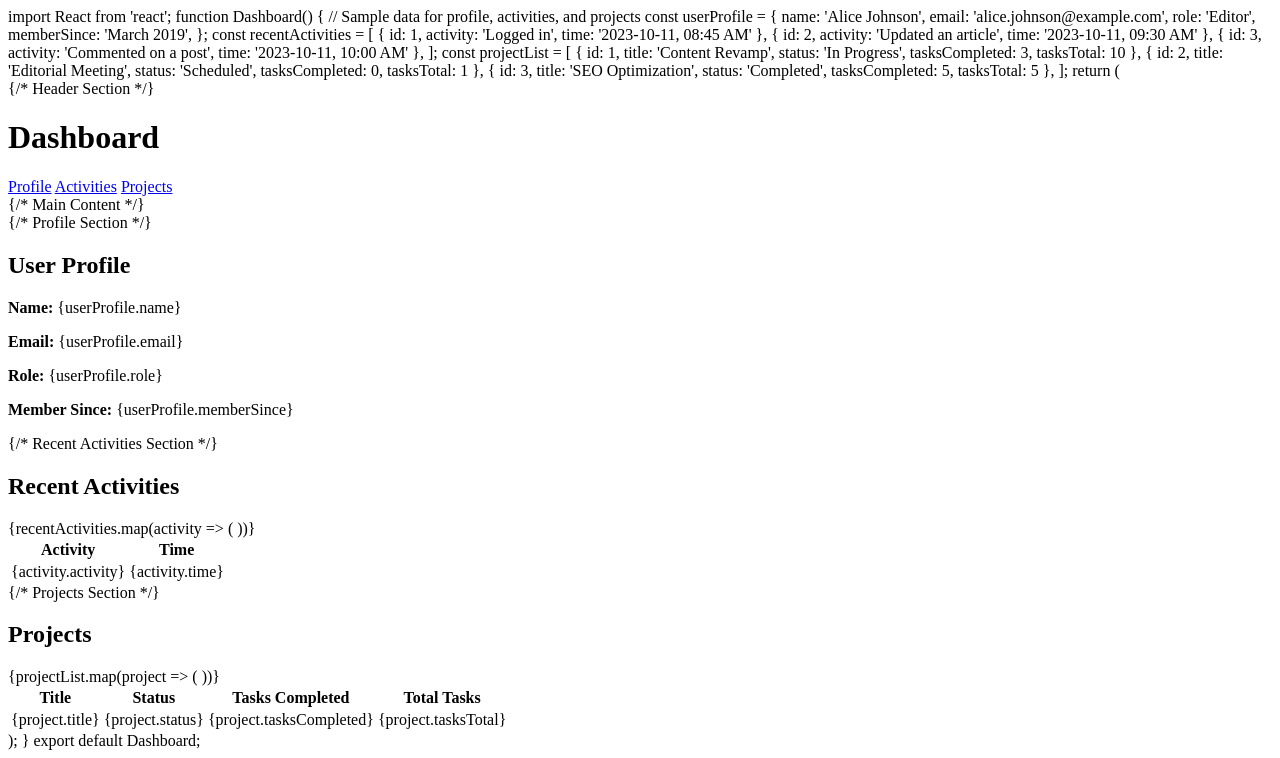 import React from 'react'; function Dashboard() { // Sample data for profile, activities, and projects const userProfile = { name: 'Alice Johnson', email: 'alice.johnson@example.com', role: 'Editor',
memberSince: 'March 2019', }; const recentActivities = [ { id: 1, activity: 'Logged in', time: '2023-10-11, 08:45 AM' }, { id: 2, activity: 'Updated an article', time: '2023-10-11, 09:30 AM' }, { id: 3,
activity: 'Commented on a post', time: '2023-10-11, 10:00 AM' }, ]; const projectList = [ { id: 1, title: 'Content Revamp', status: 'In Progress', tasksCompleted: 3, tasksTotal: 10 }, { id: 2, title:
'Editorial Meeting', status: 'Scheduled', tasksCompleted: 0, tasksTotal: 1 }, { id: 3, title: 'SEO Optimization', status: 'Completed', tasksCompleted: 5, tasksTotal: 5 }, ]; return (
{/* Header Section */}
Dashboard
Profile Activities Projects
{/* Main Content */}
{/* Profile Section */}
User Profile
Name: {userProfile.name}
Email: {userProfile.email}
Role: {userProfile.role}
Member Since: {userProfile.memberSince}
{/* Recent Activities Section */}
Recent Activities
{recentActivities.map(activity => ( ))}
Activity Time
{activity.activity} {activity.time}
{/* Projects Section */}
Projects
{projectList.map(project => ( ))}
Title Status Tasks Completed Total Tasks
{project.title} {project.status} {project.tasksCompleted} {project.tasksTotal}
); } export default Dashboard;